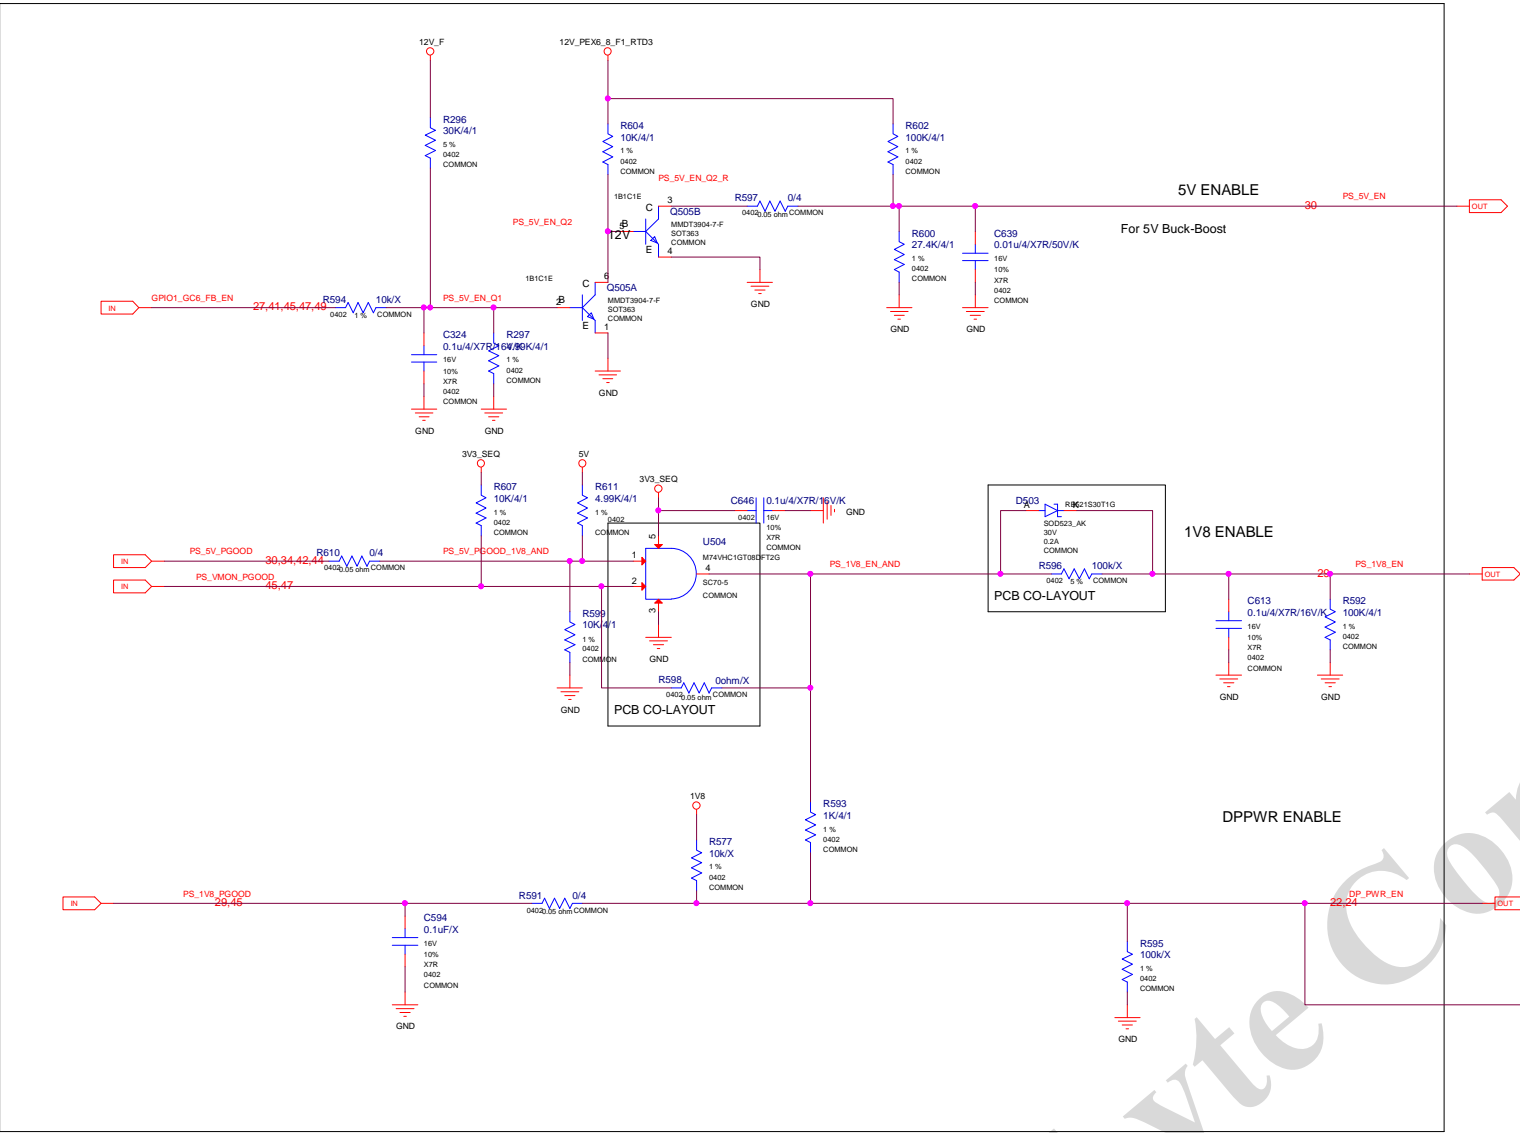 12V_F
12V_PEX6_8_F1_RTD3
R296
30K/4/1
5 %
0402
COMMON
R604
10K/4/1
1 %
0402
COMMON
R602
100K/4/1
1 %
0402
COMMON
PS_5V_EN_Q2_R
1B1C1E
C
3
Q505B
MMDT3904-7-F
SOT363
COMMON
B
5
E
4
12V
R597
0/4
0402
0.05 ohm
COMMON
5V ENABLE
PS_5V_EN
30
OUT
For 5V Buck-Boost
PS_5V_EN_Q2
R600
27.4K/4/1
1 %
0402
COMMON
C639
0.01u/4/X7R/50V/K
16V
10%
X7R
0402
COMMON
GND
GND
GND
IN
GPIO1_GC6_FB_EN
27,41,45,47,49
R594
10k/X
0402
1 %
COMMON
PS_5V_EN_Q1
1B1C1E
C
6
Q505A
MMDT3904-7-F
SOT363
COMMON
2
B
E
1
C324
0.1u/4/X7R/16V/K
16V
10%
X7R
0402
COMMON
R297
4.99K/4/1
1 %
0402
COMMON
GND
GND
GND
3V3_SEQ
5V
3V3_SEQ
R607
10K/4/1
1 %
0402
COMMON
R611
4.99K/4/1
1 %
0402
COMMON
C646
0.1u/4/X7R/16V/K
0402
16V
10%
X7R
COMMON
GND
D503
A
K
SOD523_AK
30V
0.2A
COMMON
1V8 ENABLE
IN
PS_5V_PGOOD
30,34,42,44
R610
0/4
0402
0.05 ohm
COMMON
PS_5V_PGOOD_1V8_AND
IN
PS_VMON_PGOOD
45,47
5
1
2
3
4
U504
M74VHC1GT08DFT2G
SC70-5
COMMON
GND
PS_1V8_EN_AND
R596
100k/X
0402
5 %
COMMON
PCB CO-LAYOUT
29
PS_1V8_EN
OUT
C613
0.1u/4/X7R/16V/K
16V
10%
X7R
0402
COMMON
R592
100K/4/1
1 %
0402
COMMON
GND
GND
R599
10K/4/1
1 %
0402
COMMON
GND
R598
0ohm/X
0402
0.05 ohm
COMMON
PCB CO-LAYOUT
1V8
R577
10k/X
1 %
0402
COMMON
R593
1K/4/1
1 %
0402
COMMON
DPPWR ENABLE
IN
PS_1V8_PGOOD
29,45
R591
0/4
0402
0.05 ohm
COMMON
DP_PWR_EN
22,24
OUT
C594
0.1uF/X
16V
10%
X7R
0402
COMMON
GND
R595
100k/X
1 %
0402
COMMON
GND